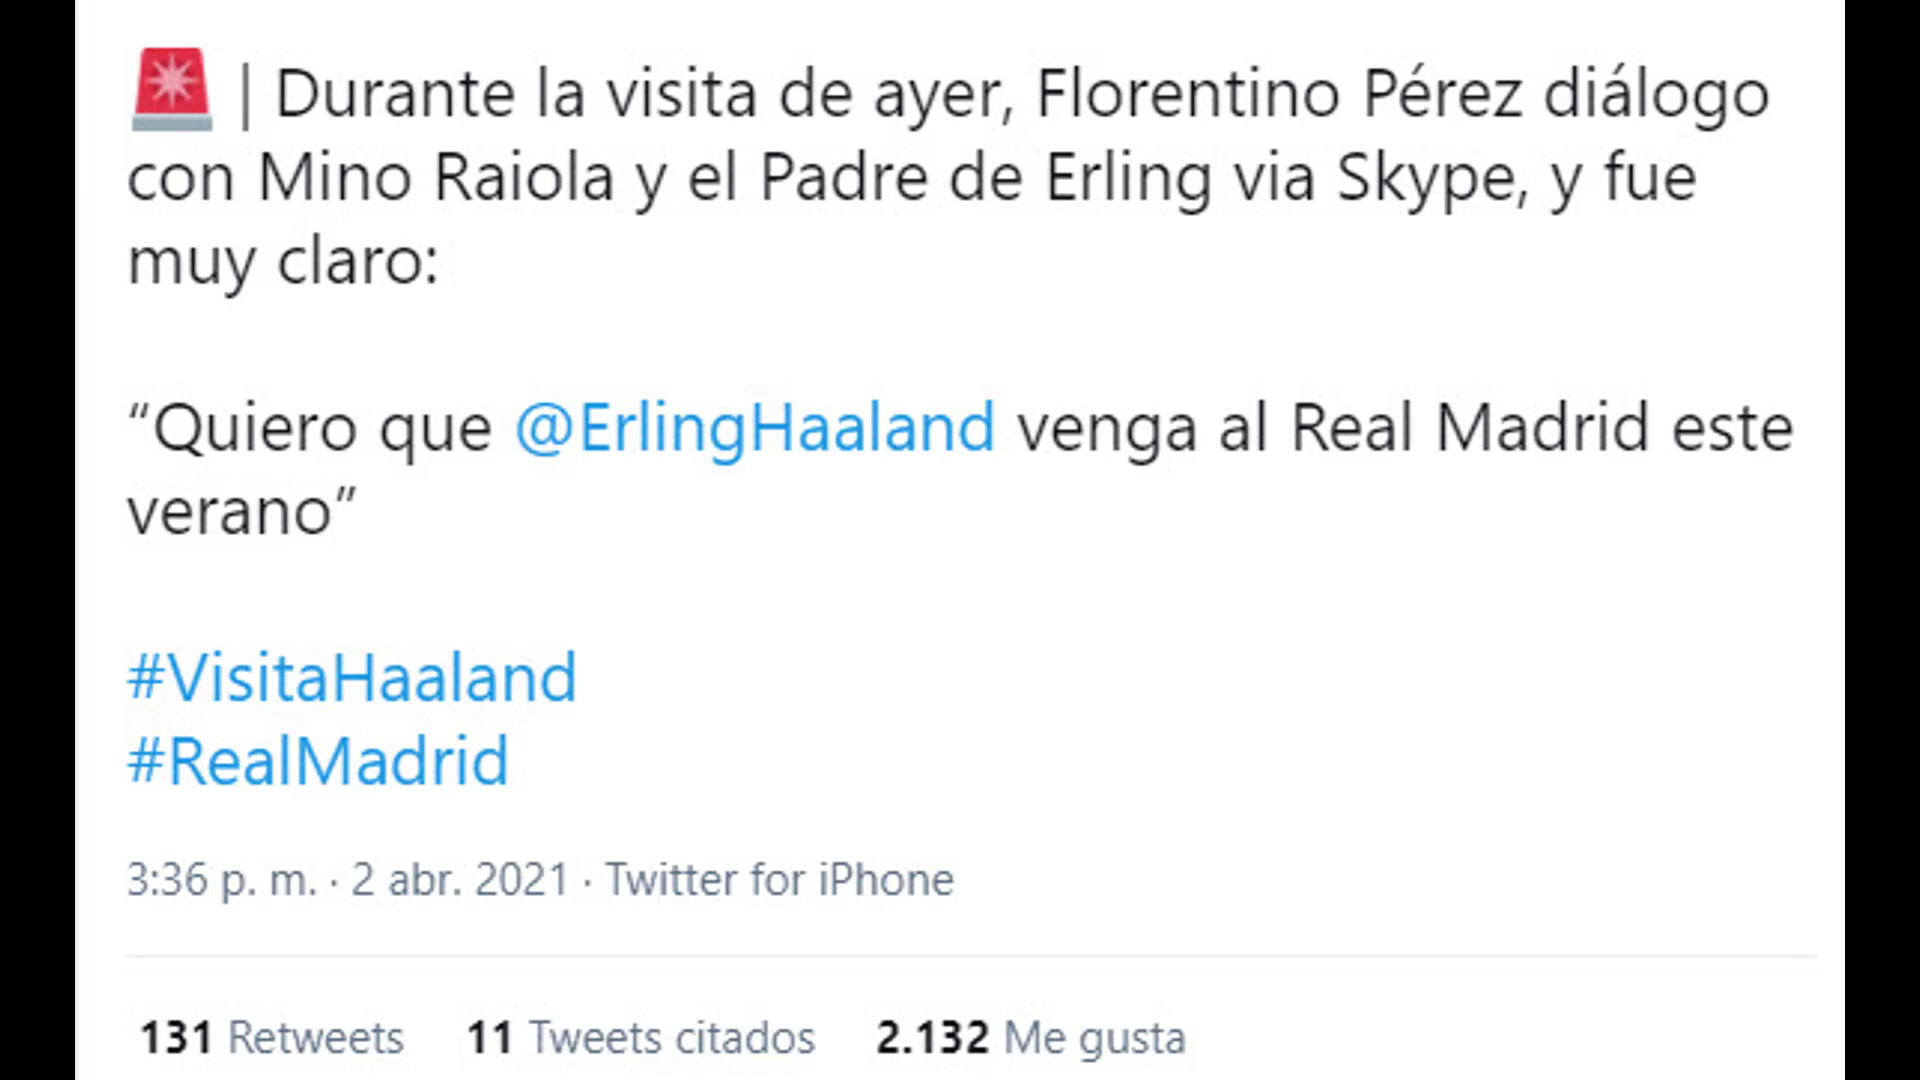 🚨 | Durante la visita de ayer, Florentino Pérez diálogo
con Mino Raiola y el Padre de Erling via Skype, y fue
muy claro:
“Quiero que @ErlingHaaland venga al Real Madrid este
verano”
#VisitaHaaland
#RealMadrid
3:36 p. m. · 2 abr. 2021 · Twitter for iPhone
131 Retweets 11 Tweets citados 2.132 Me gusta